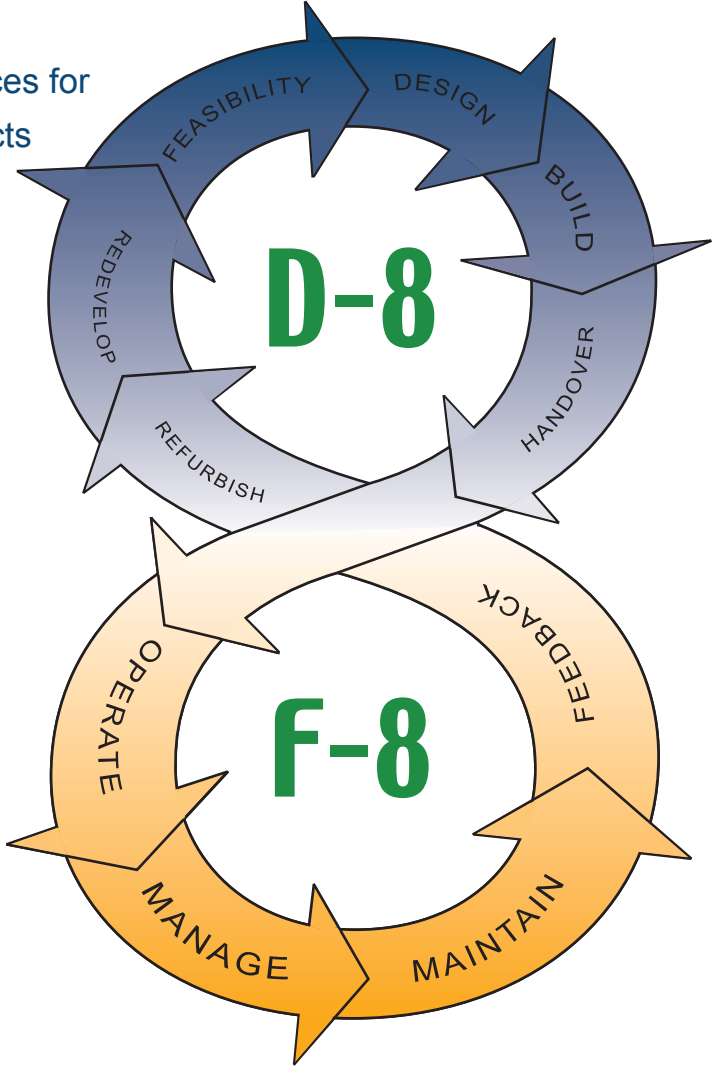 ces for
cts
FEASIBILITY
DESIGN
BUILD
HANDOVER
REDEVELOP
REFURBISH
D-8
OPERATE
MANAGE
MAINTAIN
FEEDBACK
F-8